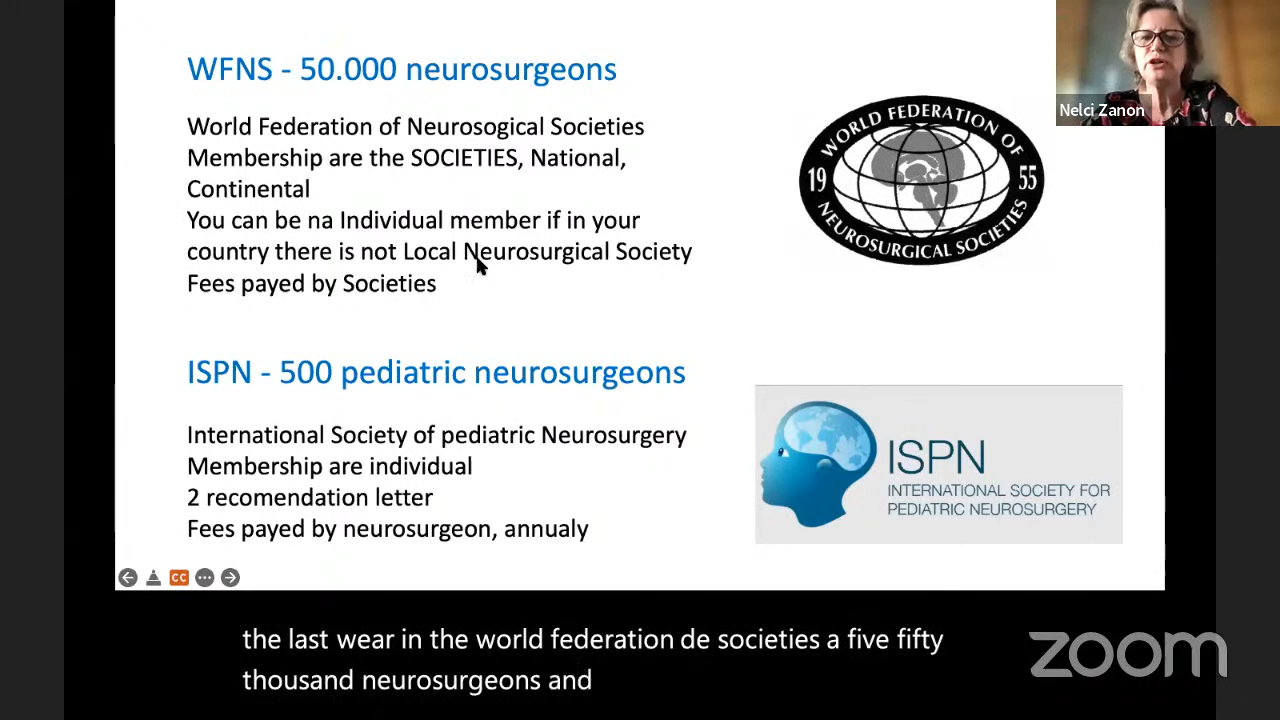 WFNS - 50.000 neurosurgeons
World Federation of Neurosogical Societies
Membership are the SOCIETIES, National,
Continental
You can be na Individual member if in your
country there is not Local Neurosurgical Society
Fees payed by Societies
WORLD FEDERATION OF
19 55
NEUROSURGICAL SOCIETIES
Nelci Zanon
ISPN - 500 pediatric neurosurgeons
International Society of pediatric Neurosurgery
Membership are individual
2 recomendation letter
Fees payed by neurosurgeon, annualy
ISPN
INTERNATIONAL SOCIETY FOR
PEDIATRIC NEUROSURGERY
CC
the last wear in the world federation de societies a five fifty
thousand neurosurgeons and
zoom